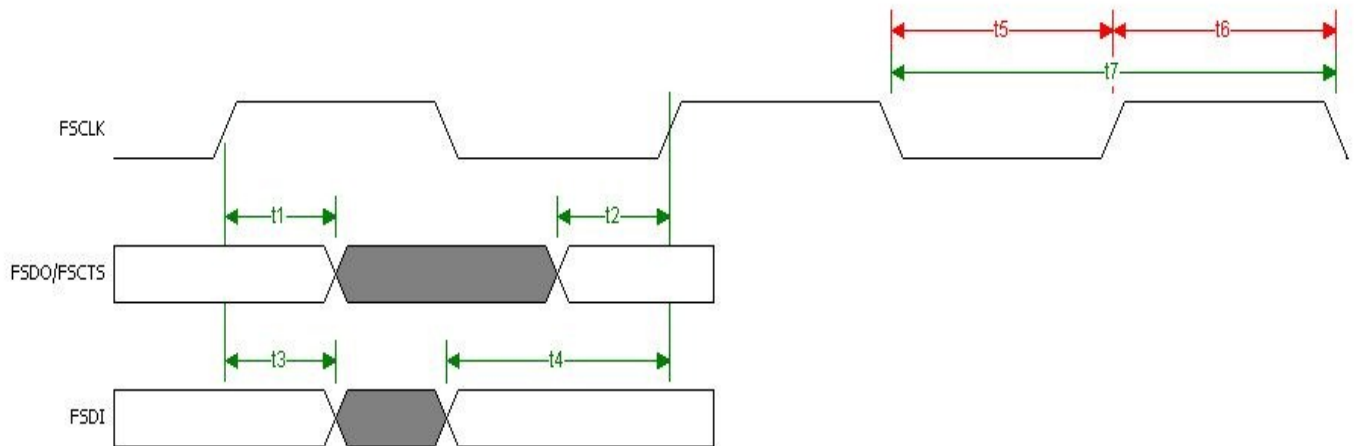 t5 t6
t7
FSCLK
t1 t2
FSDO/FSCTS
t3 t4
FSDI